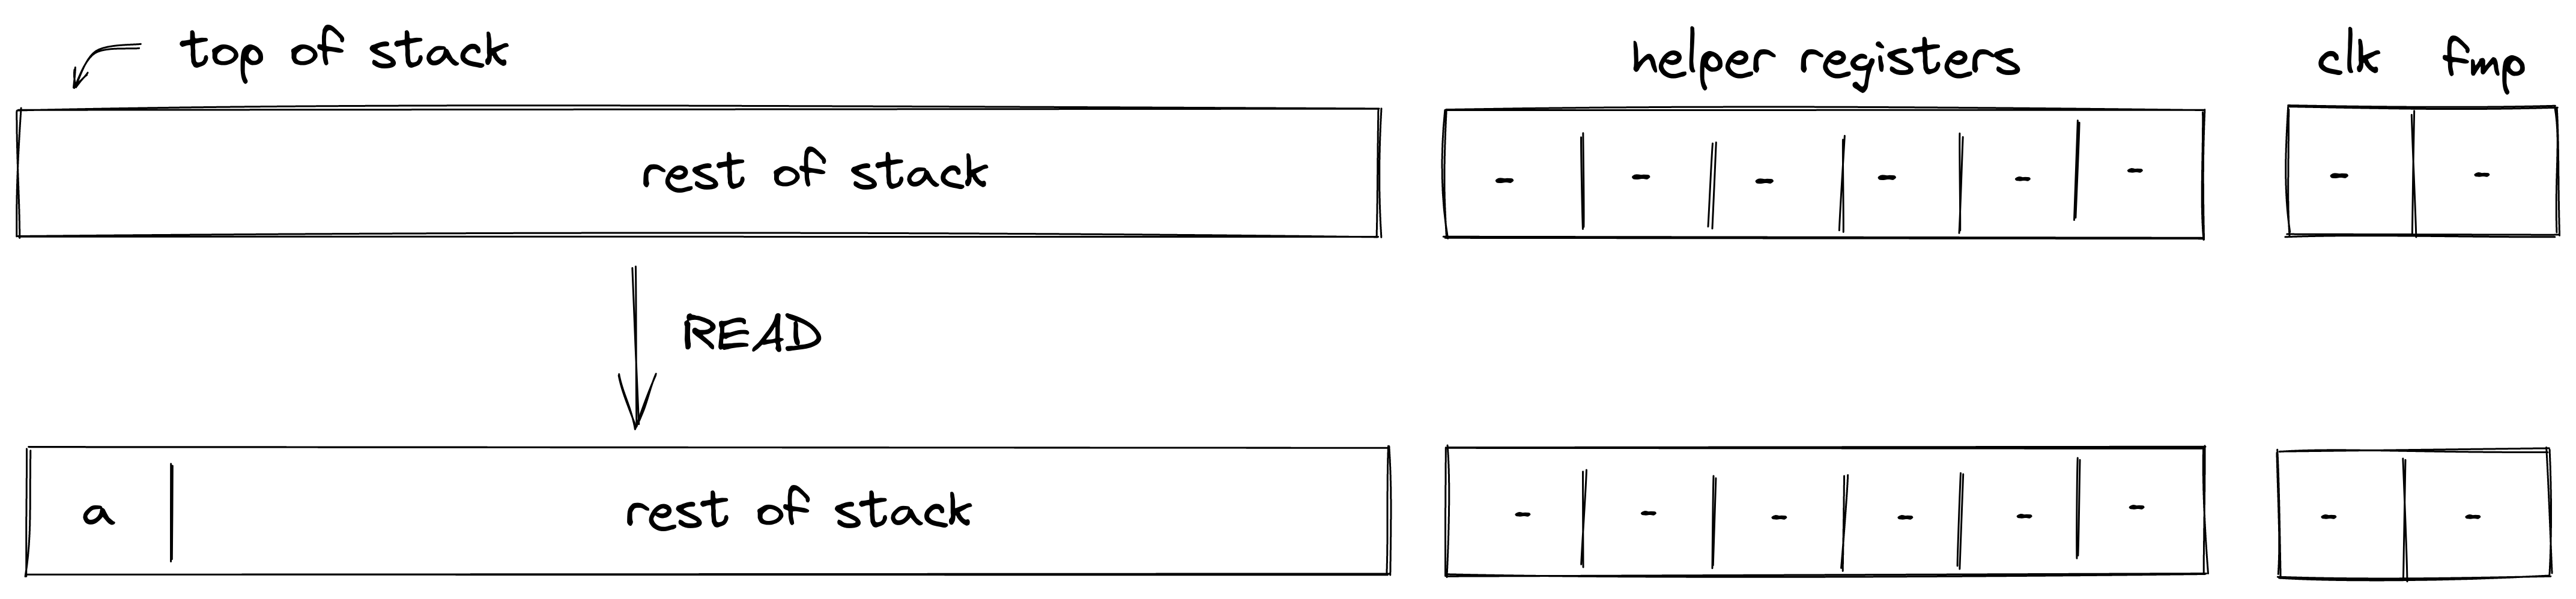 top of stack
helper registers
clk fmp
rest of stack
- - - - - -
- -
READ
a rest of stack
- - - - - -
- -